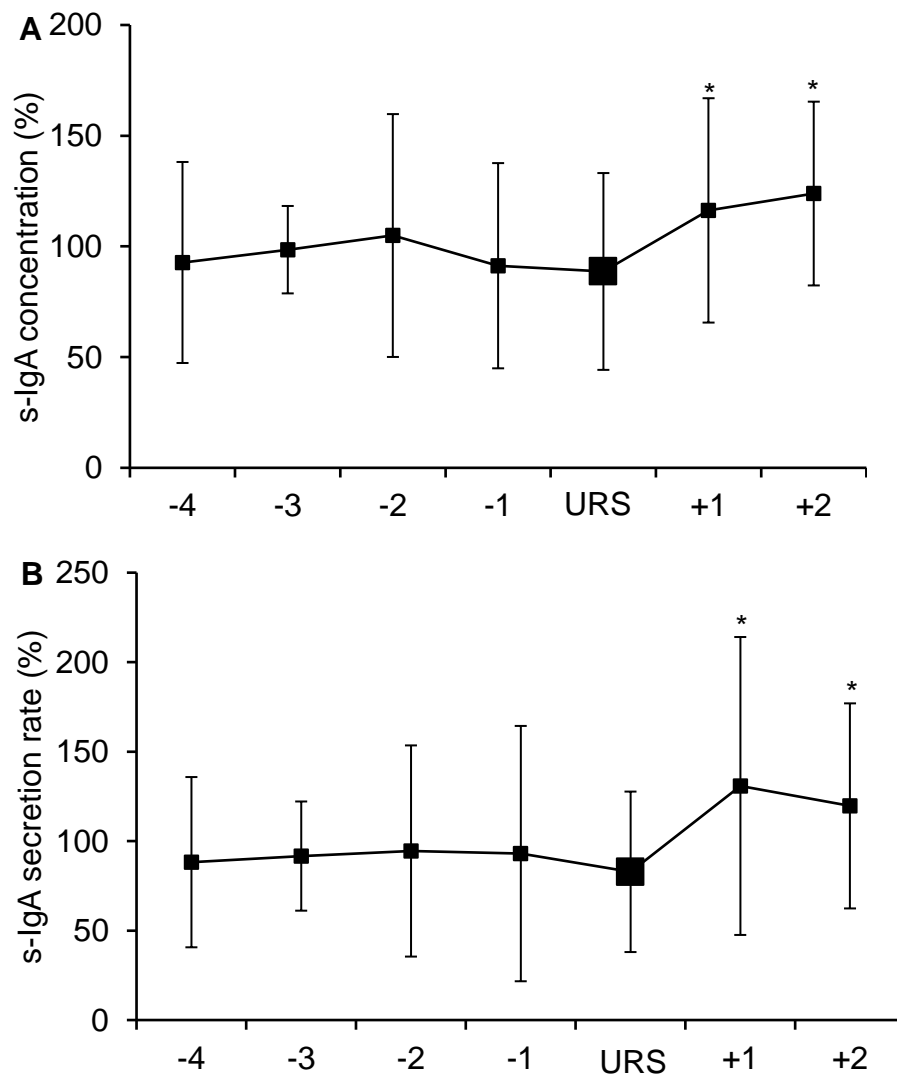 A
s-IgA concentration (%)
200
150
100
50
0
* *
-4 -3 -2 -1 URS +1 +2
B
s-IgA secretion rate (%)
250
200
150
100
50
0
* *
-4 -3 -2 -1 URS +1 +2